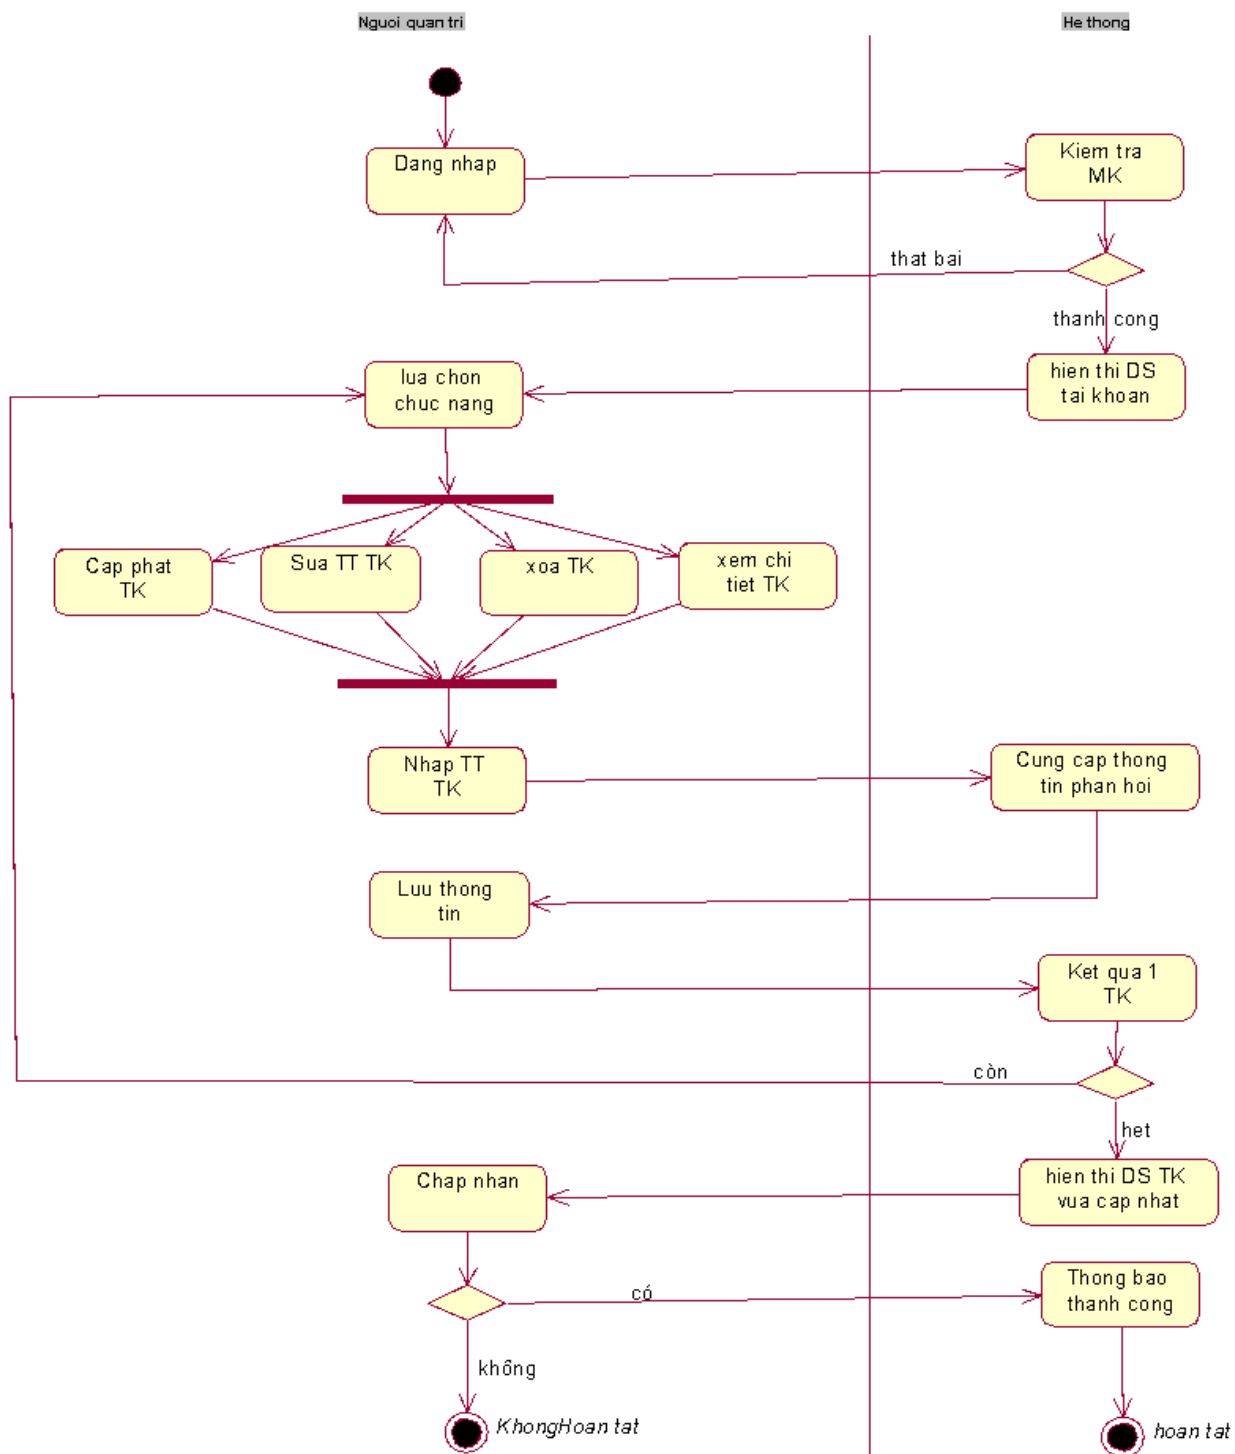 Nguoi quan tri
He thong
Dang nhap
Kiem tra
MK
that bai
thanh cong
lua chon
chuc nang
hien thi DS
tai khoan
Cap phat
TK
Sua TT TK
xoa TK
xem chi
tiet TK
Nhap TT
TK
Cung cap thong
tin phan hoi
Luu thong
tin
Ket qua 1
TK
còn
het
Chap nhan
hien thi DS TK
vua cap nhat
có
Thong bao
thanh cong
không
KhongHoan tat
hoan tat